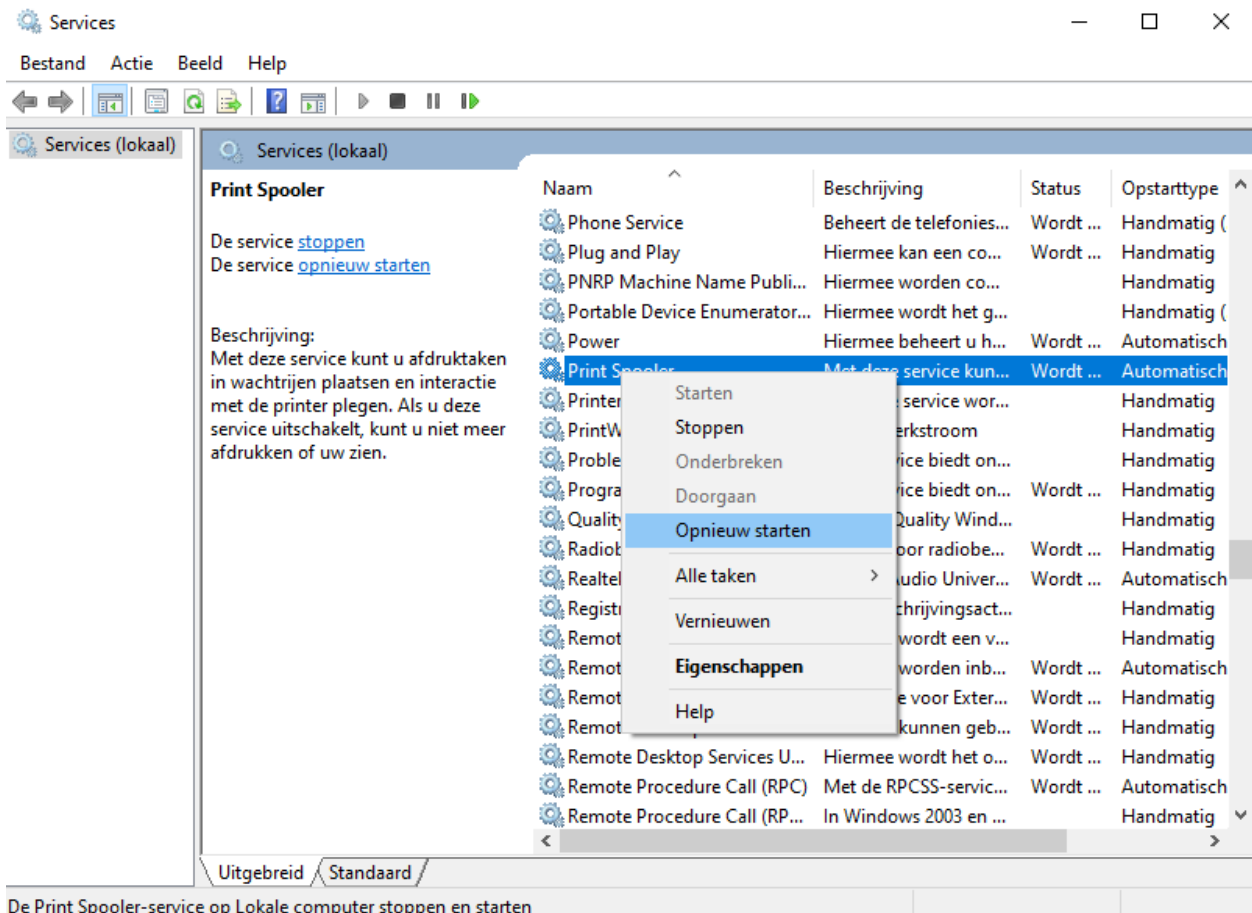 Services
Bestand Actie Beeld Help
Services (lokaal)
Services (lokaal)
Print Spooler
De service stoppen
De service opnieuw starten
Beschrijving:
Met deze service kunt u afdruktaken
in wachtrijen plaatsen en interactie
met de printer plegen. Als u deze
service uitschakelt, kunt u niet meer
afdrukken of uw zien.
Naam Beschrijving Status Opstarttype
Phone Service Beheert de telefonies... Wordt ... Handmatig (
Plug and Play Hiermee kan een co... Wordt ... Handmatig
PNRP Machine Name Publi... Hiermee worden co... Handmatig
Portable Device Enumerator... Hiermee wordt het g... Handmatig (
Power Hiermee beheert u h... Wordt ... Automatisch
Print Spooler Met deze service kun... Wordt ... Automatisch
Printer service wor... Handmatig
PrintW erkstroom Handmatig
Proble vice biedt on... Handmatig
Progra vice biedt on... Wordt ... Handmatig
Quality Quality Wind... Handmatig
Radiob oor radiobe... Wordt ... Handmatig
Realtel udio Univer... Wordt ... Automatisch
Registr chrijvingsact... Handmatig
Remot wordt een v... Handmatig
Remot worden inb... Wordt ... Automatisch
Remot e voor Exter... Wordt ... Handmatig
Remot kunnen geb... Wordt ... Handmatig
Remote Desktop Services U... Hiermee wordt het o... Wordt ... Handmatig
Remote Procedure Call (RPC) Met de RPCSS-servic... Wordt ... Automatisch
Remote Procedure Call (RP... In Windows 2003 en ... Handmatig
Starten
Stoppen
Onderbreken
Doorgaan
Opnieuw starten
Alle taken
Vernieuwen
Eigenschappen
Help
Uitgebreid Standaard
De Print Spooler-service op Lokale computer stoppen en starten